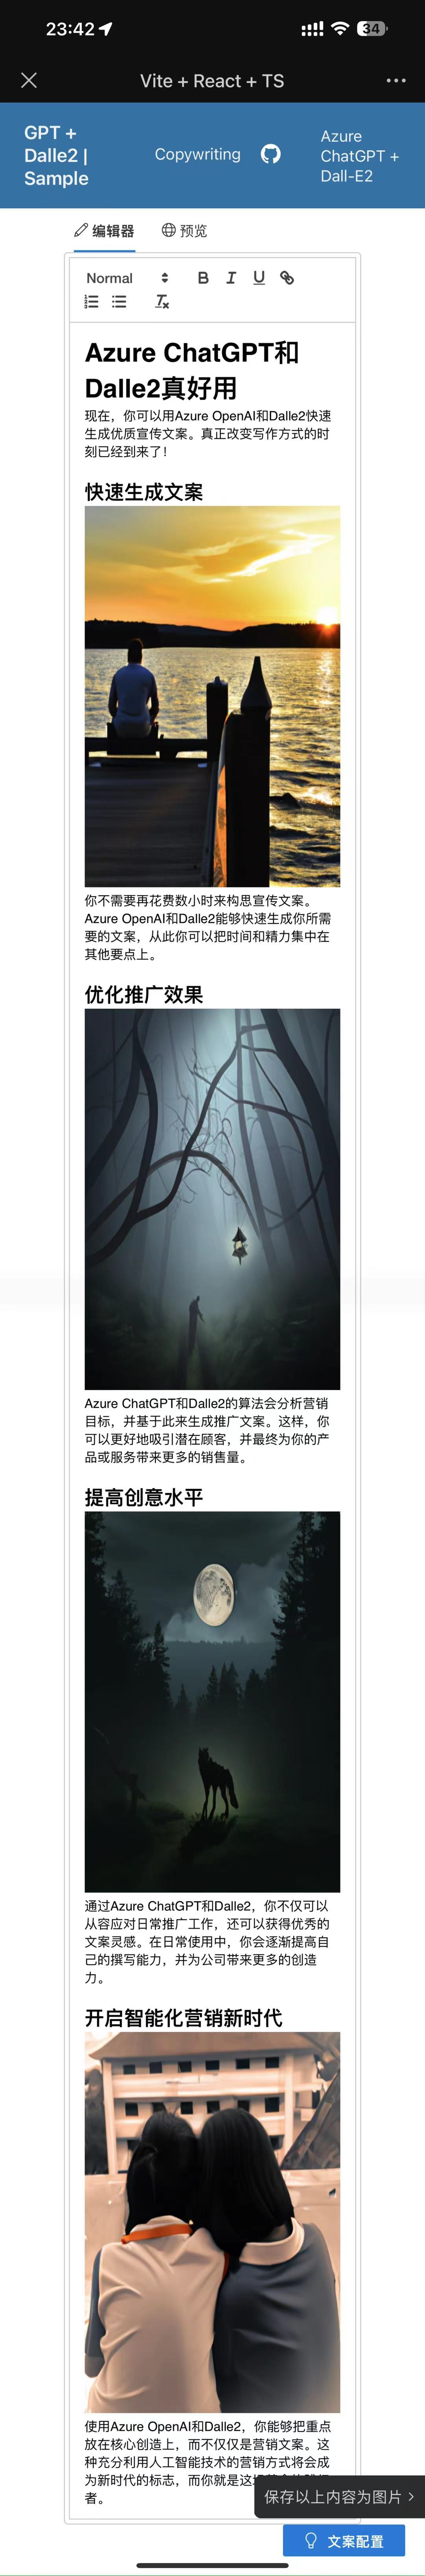 23:42
34
Vite + React + TS
GPT +
Dalle2 |
Sample
Copywriting
Azure
ChatGPT +
Dall-E2
编辑器
预览
Normal
B I U
Azure ChatGPT和
Dalle2真好用
现在，你可以用Azure OpenAI和Dalle2快速
生成优质宣传文案。真正改变写作方式的时
刻已经到来了！
快速生成文案
你不需要再花费数小时来构思宣传文案。
Azure OpenAI和Dalle2能够快速生成你所需
要的文案，从此你可以把时间和精力集中在
其他要点上。
优化推广效果
Azure ChatGPT和Dalle2的算法会分析营销
目标，并基于此来生成推广文案。这样，你
可以更好地吸引潜在顾客，并最终为你的产
品或服务带来更多的销售量。
提高创意水平
通过Azure ChatGPT和Dalle2，你不仅可以
从容应对日常推广工作，还可以获得优秀的
文案灵感。在日常使用中，你会逐渐提高自
己的撰写能力，并为公司带来更多的创造
力。
开启智能化营销新时代
使用Azure OpenAI和Dalle2，你能够把重点
放在核心创造上，而不仅仅是营销文案。这
种充分利用人工智能技术的营销方式将会成
为新时代的标志，而你就是这
者。
保存以上内容为图片
文案配置